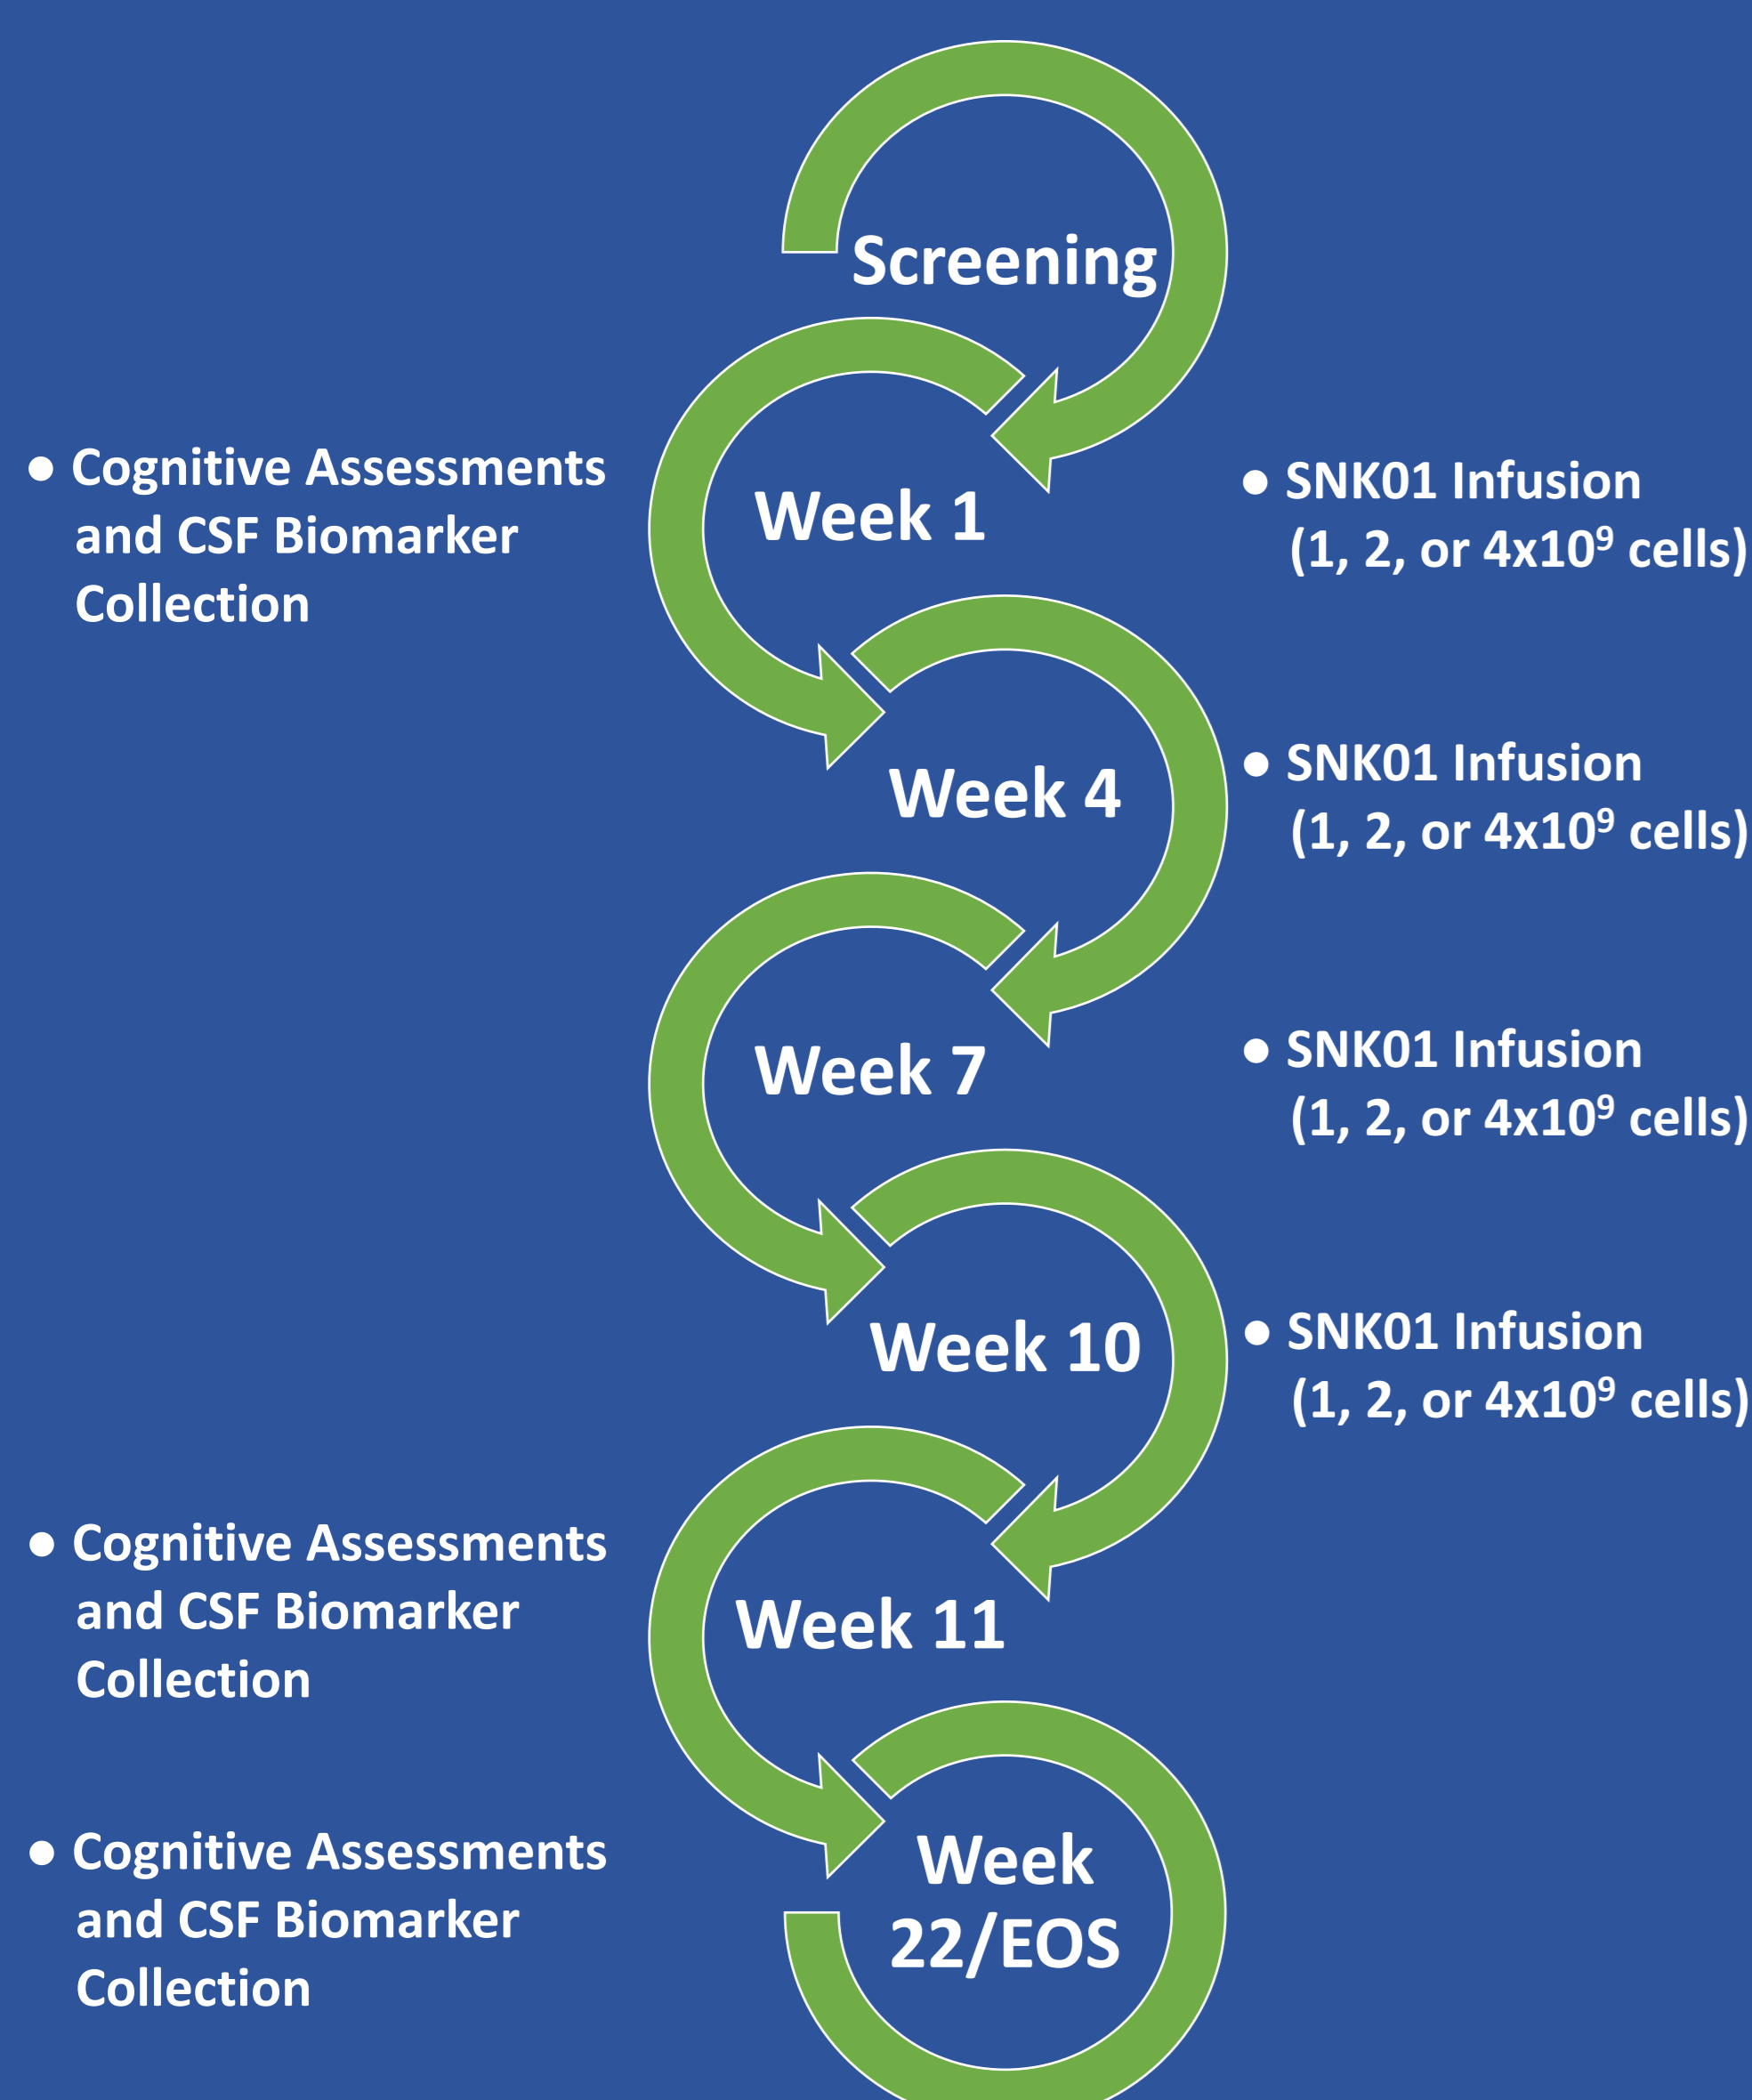 Screening
● Cognitive Assessments
and CSF Biomarker
Collection
Week 1
● SNK01 Infusion
(1, 2, or 4x10⁹ cells)
Week 4
● SNK01 Infusion
(1, 2, or 4x10⁹ cells)
Week 7
● SNK01 Infusion
(1, 2, or 4x10⁹ cells)
Week 10
● SNK01 Infusion
(1, 2, or 4x10⁹ cells)
● Cognitive Assessments
and CSF Biomarker
Collection
Week 11
● Cognitive Assessments
and CSF Biomarker
Collection
Week
22/EOS